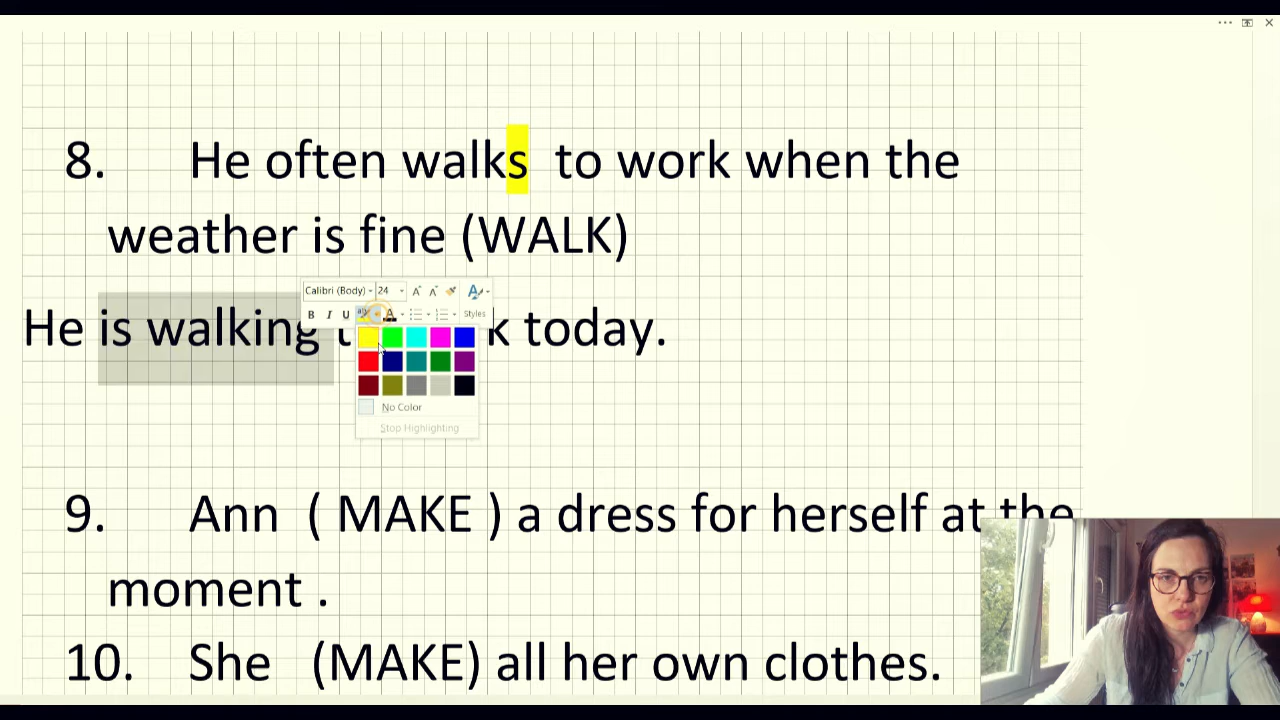 8. He often walks to work when the
weather is fine (WALK)
Calibri (Body) 24
B I U Styles
He is walking t k today.
No Color
Stop Highlighting
9. Ann ( MAKE ) a dress for herself at the
moment .
10. She (MAKE) all her own clothes.